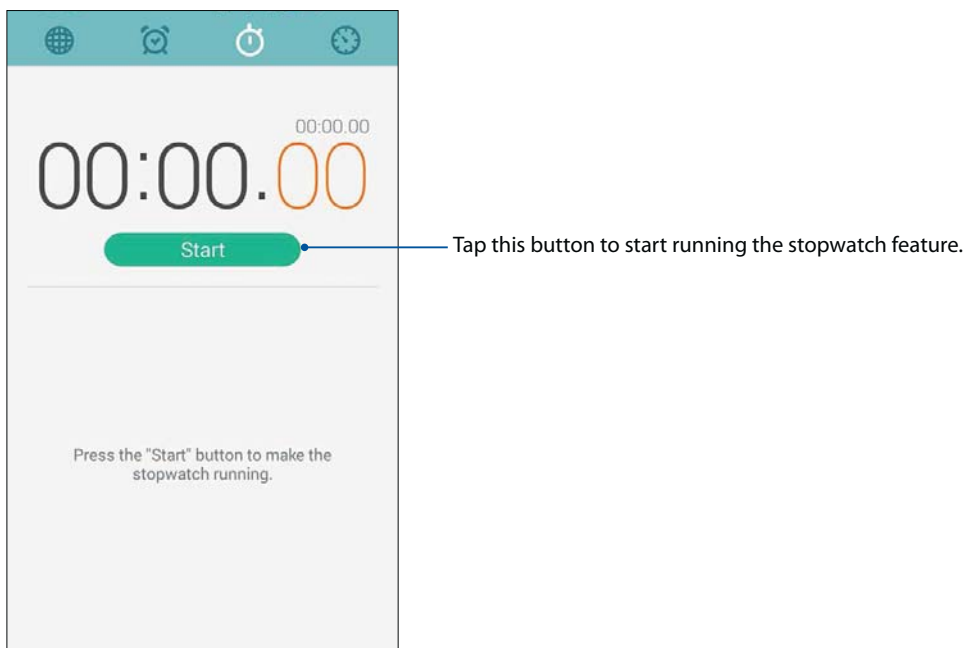 00:00.00
00:00.00
Start
Tap this button to start running the stopwatch feature.
Press the "Start" button to make the
stopwatch running.